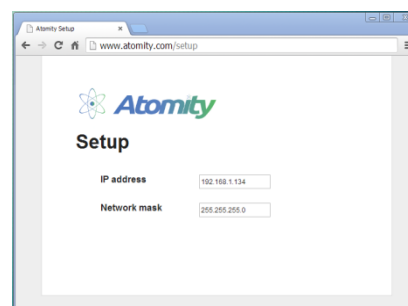 Atomity Setup
www.atomity.com/setup
Atomity
Setup
IP address 192.168.1.134
Network mask 255.255.255.0